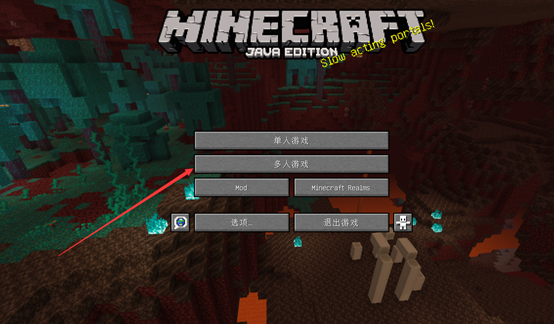 MINECRAFT
JAVA EDITION
Slow acting portals!
单人游戏
多人游戏
Mod
Minecraft Realms
选项...
退出游戏